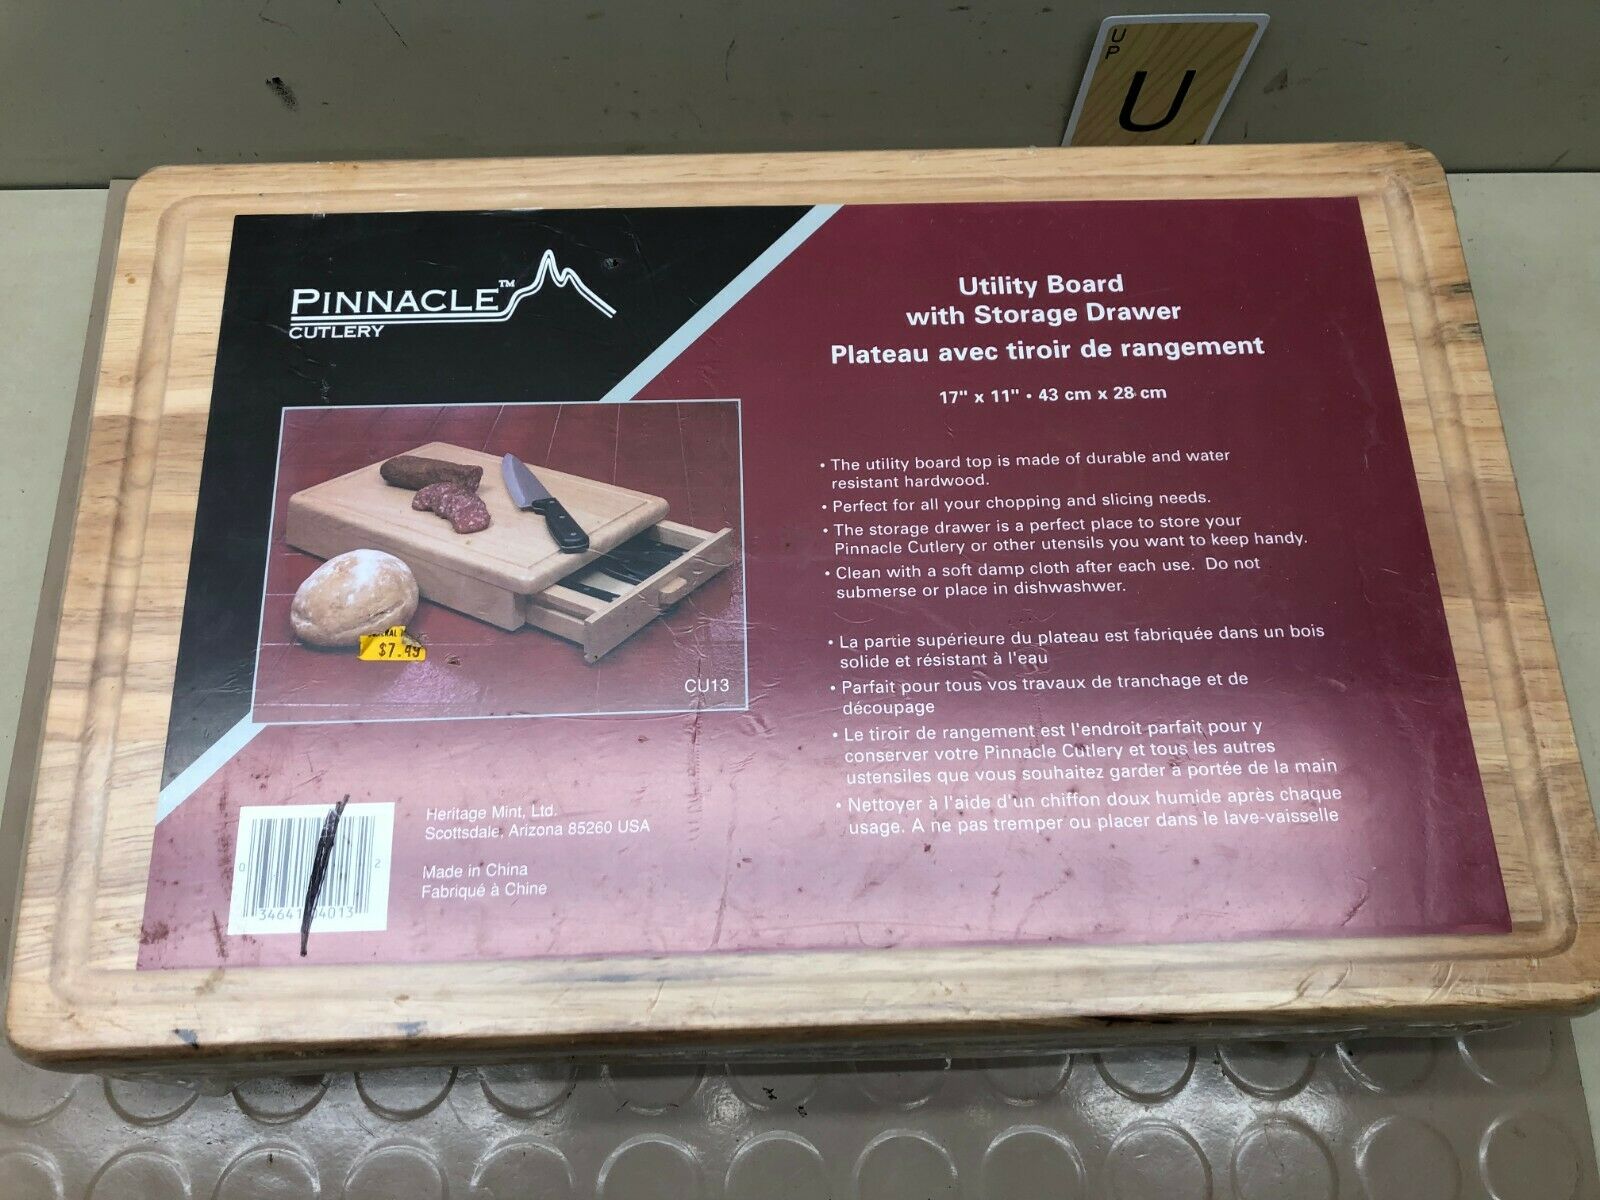 U
P
U
PINNACLE™
CUTLERY
Utility Board
with Storage Drawer
Plateau avec tiroir de rangement
17" x 11" • 43 cm x 28 cm
• The utility board top is made of durable and water
resistant hardwood.
• Perfect for all your chopping and slicing needs.
• The storage drawer is a perfect place to store your
Pinnacle Cutlery or other utensils you want to keep handy.
• Clean with a soft damp cloth after each use. Do not
submerse or place in dishwashwer.
• La partie supérieure du plateau est fabriquée dans un bois
solide et résistant à l'eau
• Parfait pour tous vos travaux de tranchage et de
découpage
• Le tiroir de rangement est l'endroit parfait pour y
conserver votre Pinnacle Cutlery et tous les autres
ustensiles que vous souhaitez garder à portée de la main
• Nettoyer à l'aide d'un chiffon doux humide après chaque
usage. A ne pas tremper ou placer dans le lave-vaisselle
$7.49
CU13
Heritage Mint, Ltd.
Scottsdale, Arizona 85260 USA
Made in China
Fabriqué à Chine
0 34641 04013 2